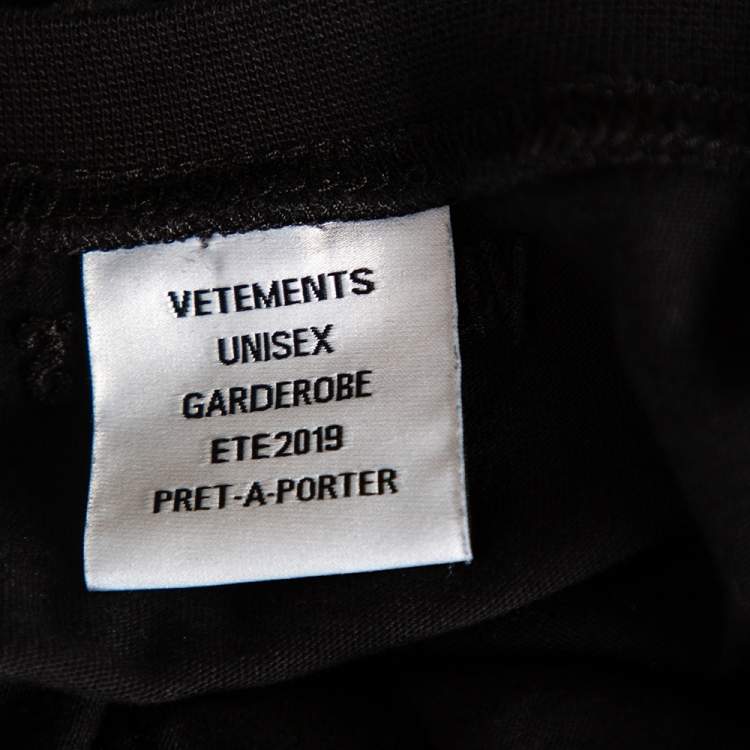 VETEMENTS
UNISEX
GARDEROBE
ETE2019
PRET-A-PORTER